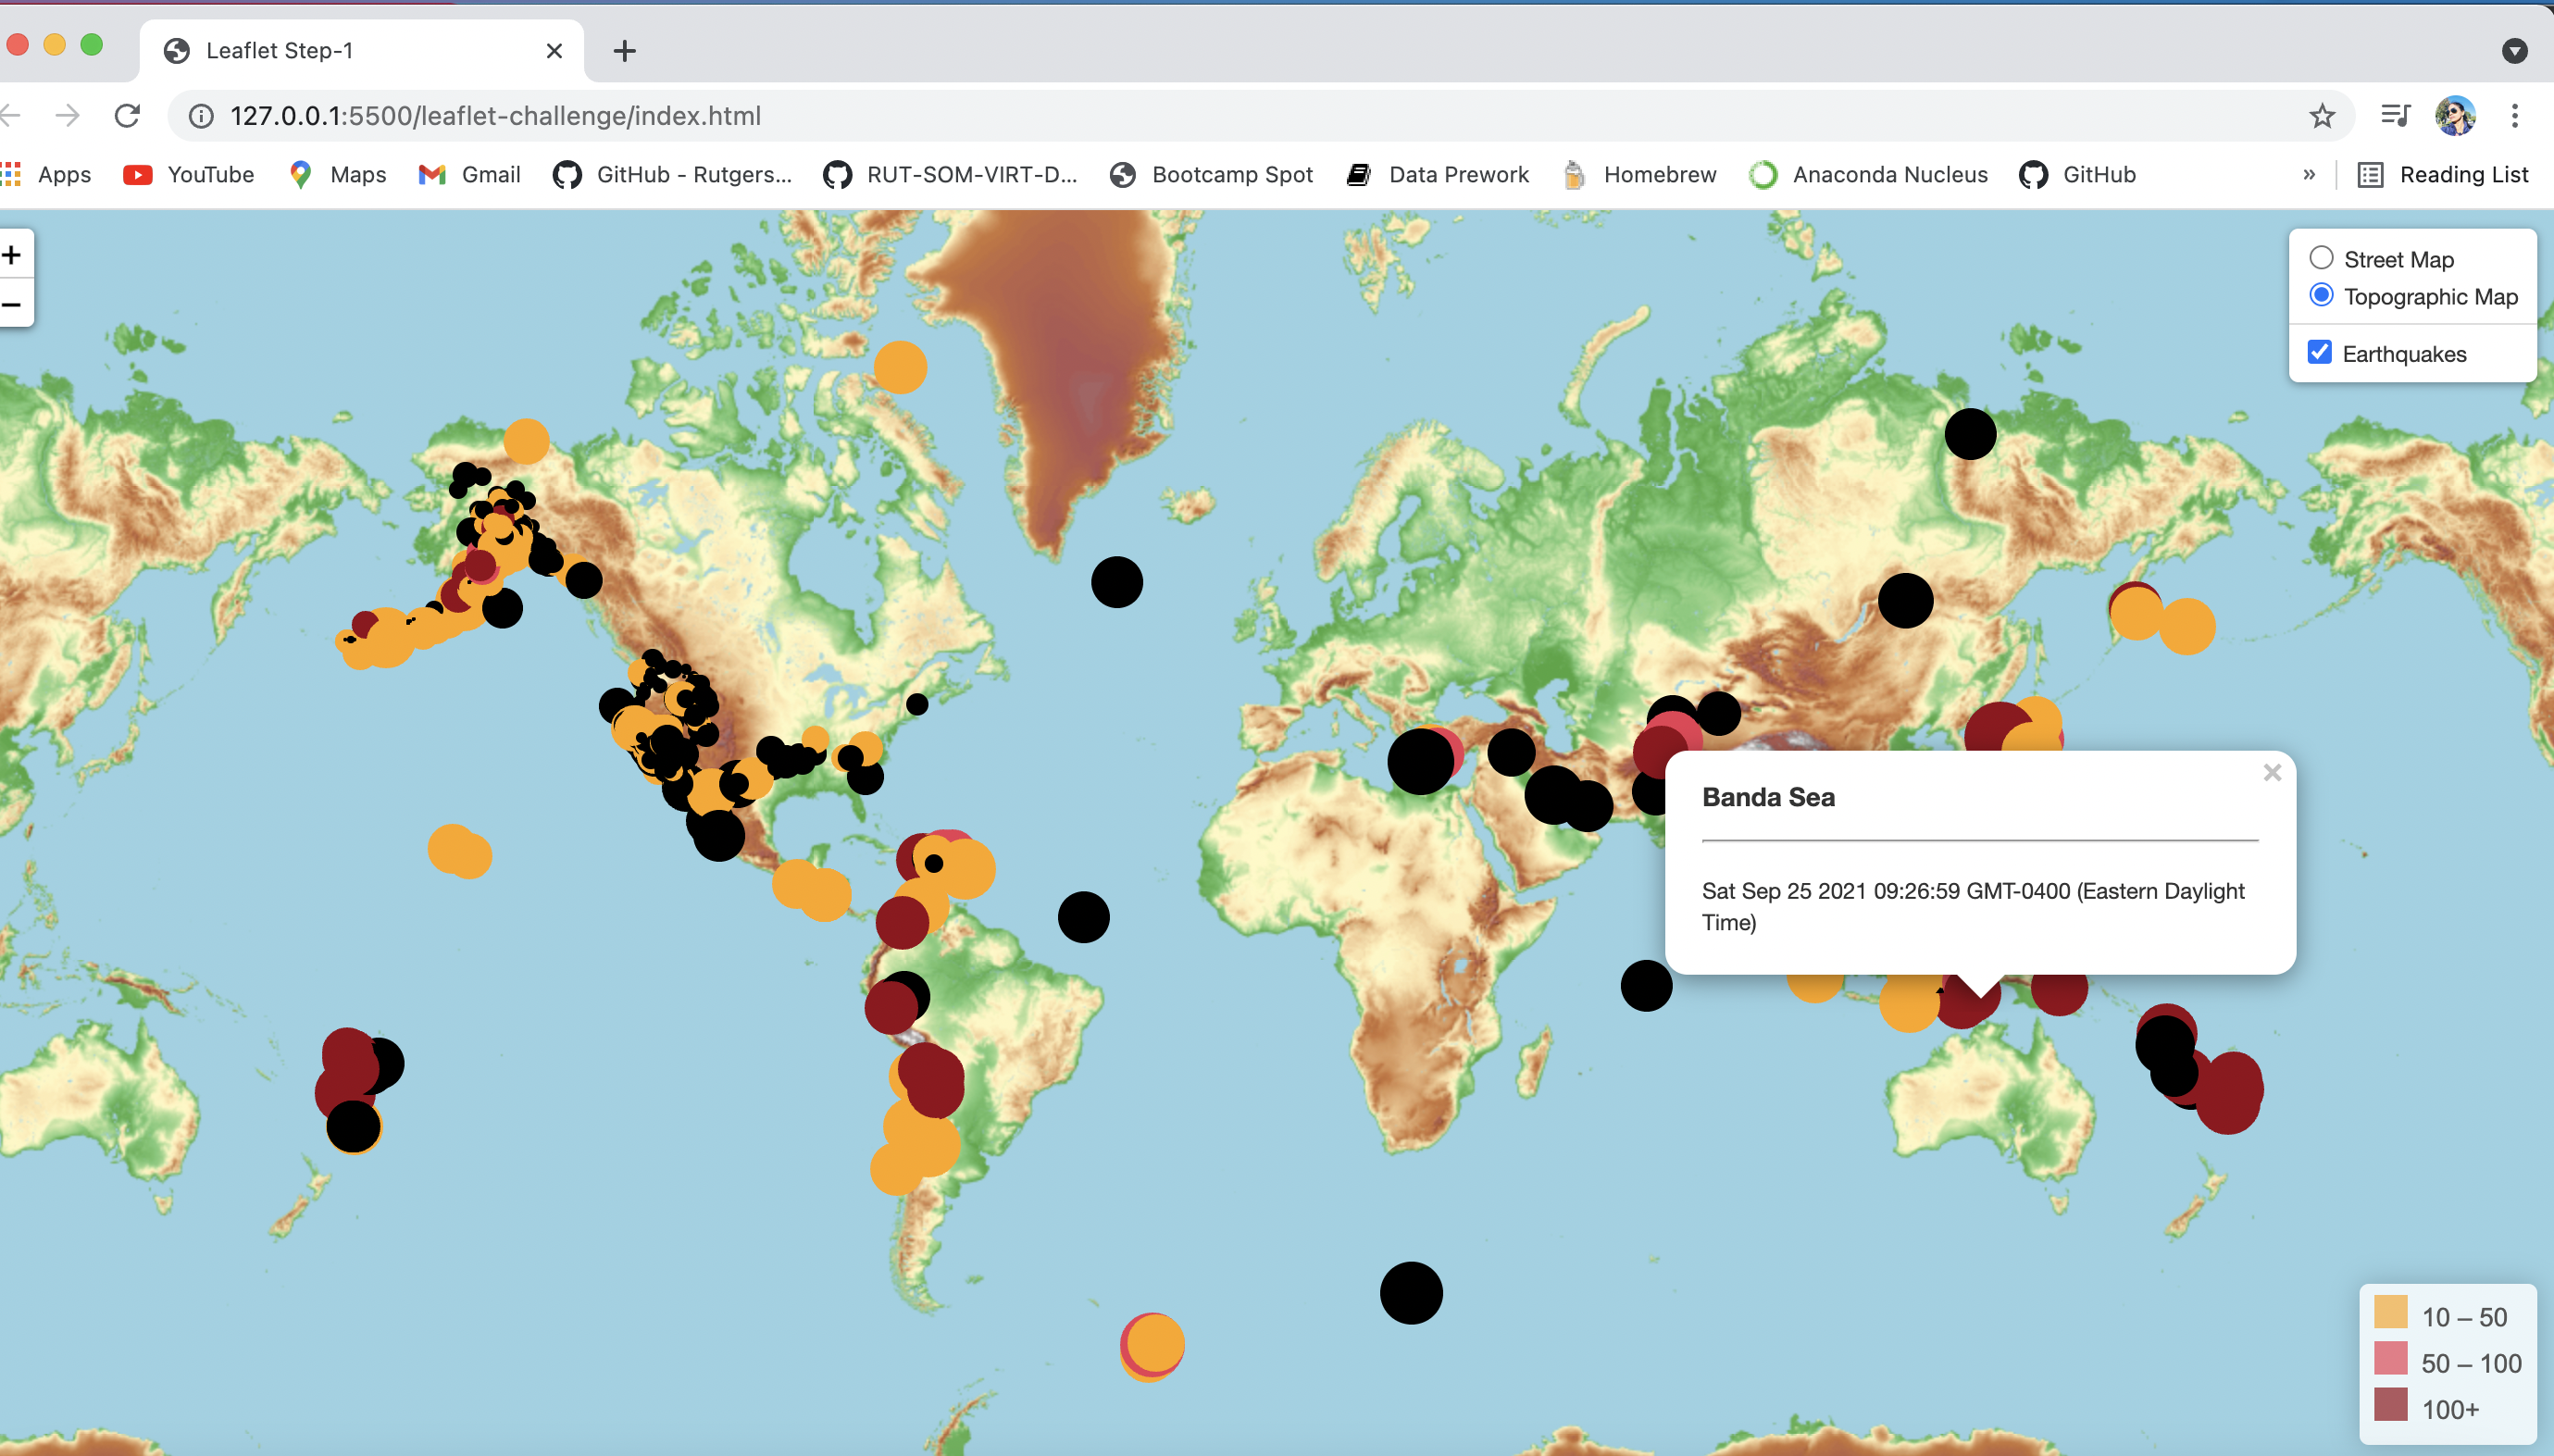 Leaflet Step-1
127.0.0.1:5500/leaflet-challenge/index.html
Apps YouTube Maps Gmail GitHub - Rutgers... RUT-SOM-VIRT-D... Bootcamp Spot Data Prework Homebrew Anaconda Nucleus GitHub » Reading List
+
−
Street Map
Topographic Map
Earthquakes
Banda Sea
Sat Sep 25 2021 09:26:59 GMT-0400 (Eastern Daylight
Time)
10 – 50
50 – 100
100+